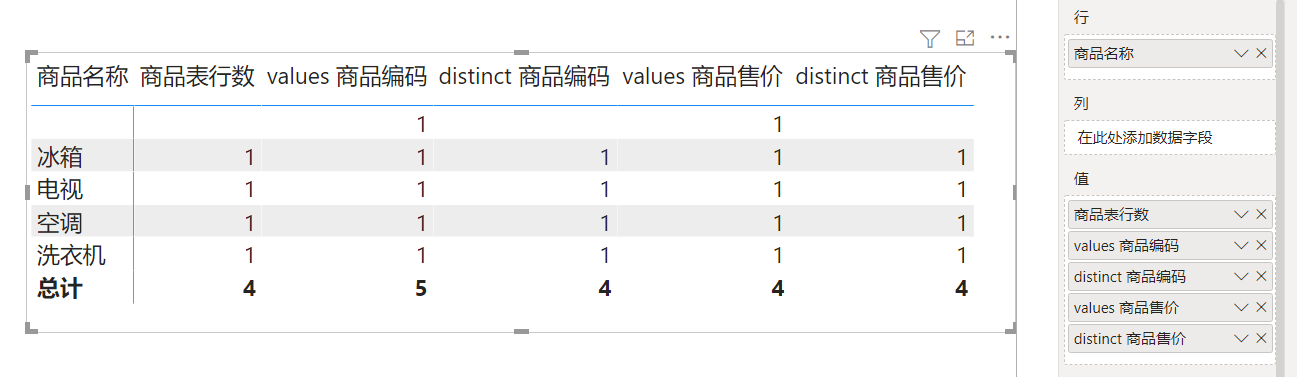 商品名称 商品表行数 values 商品编码 distinct 商品编码 values 商品售价 distinct 商品售价
1 1
冰箱 1 1 1 1 1
电视 1 1 1 1 1
空调 1 1 1 1 1
洗衣机 1 1 1 1 1
总计 4 5 4 4 4
行
商品名称
列
在此处添加数据字段
值
商品表行数
values 商品编码
distinct 商品编码
values 商品售价
distinct 商品售价